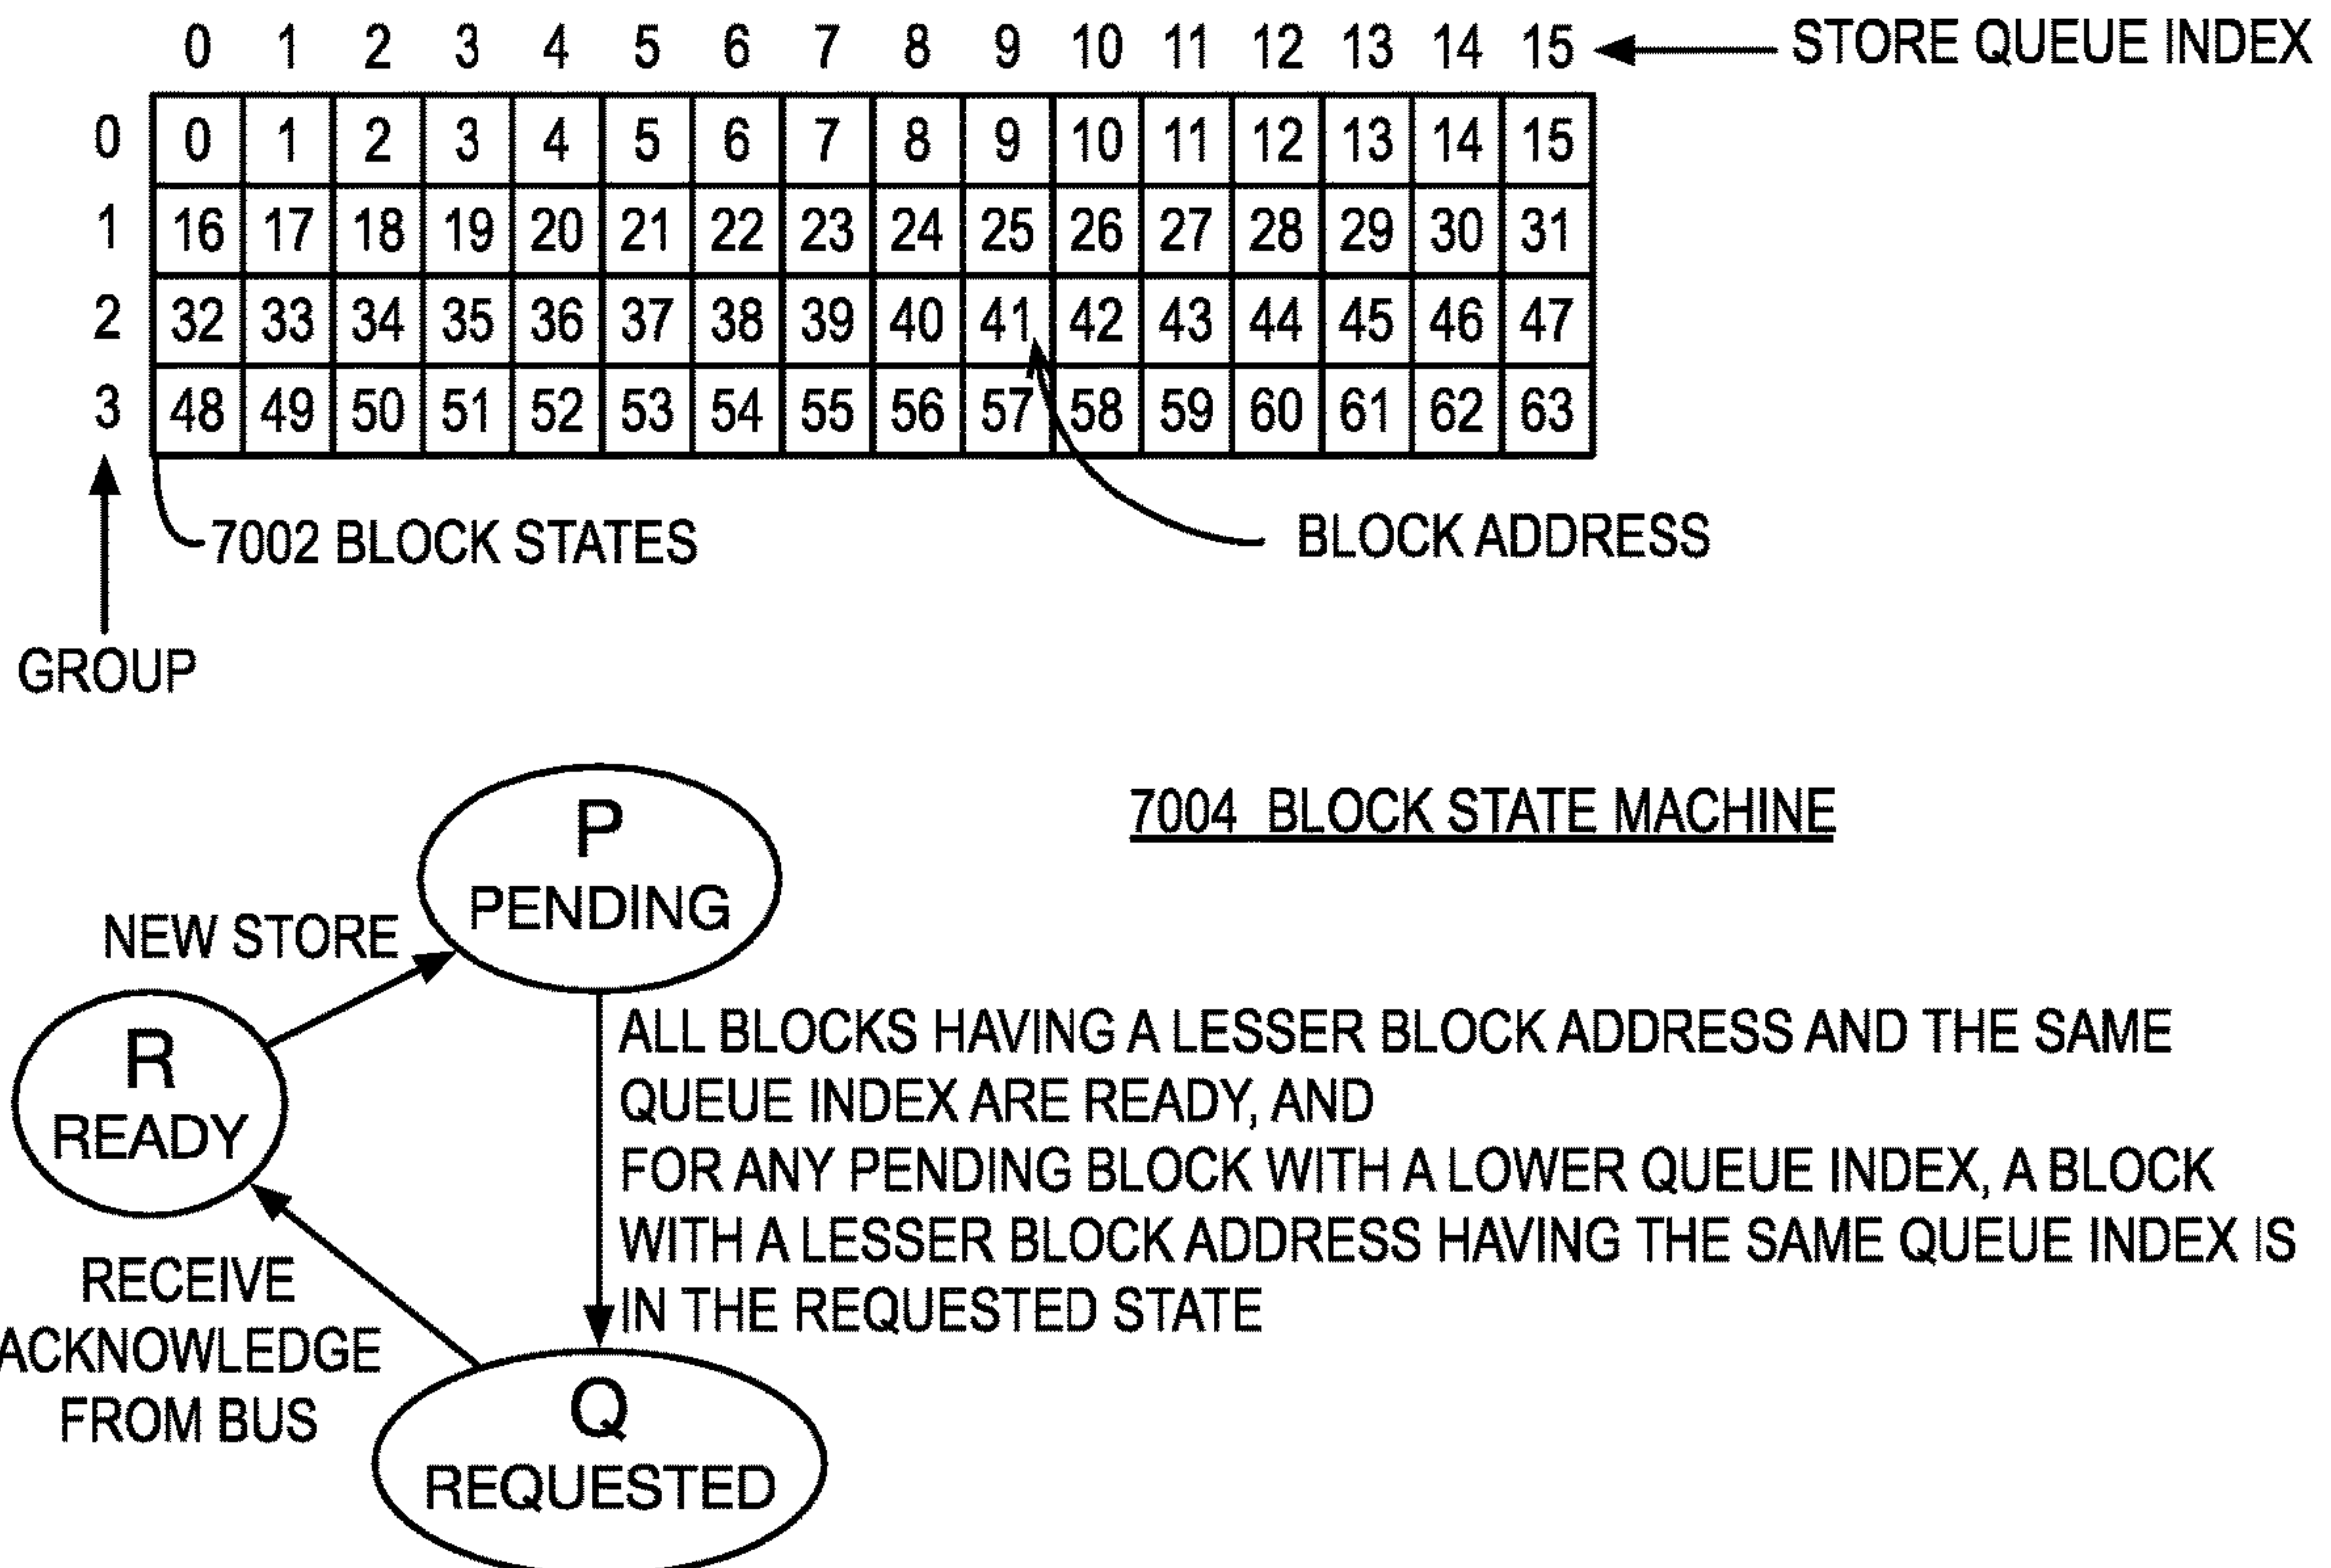 0 1 2 3 4 5 6 7 8 9 10 11 12 13 14 15 STORE QUEUE INDEX
0 0 1 2 3 4 5 6 7 8 9 10 11 12 13 14 15
1 16 17 18 19 20 21 22 23 24 25 26 27 28 29 30 31
2 32 33 34 35 36 37 38 39 40 41 42 43 44 45 46 47
3 48 49 50 51 52 53 54 55 56 57 58 59 60 61 62 63
7002 BLOCK STATES
BLOCK ADDRESS
GROUP
7004 BLOCK STATE MACHINE
P
PENDING
NEW STORE
R
READY
ALL BLOCKS HAVING A LESSER BLOCK ADDRESS AND THE SAME
QUEUE INDEX ARE READY, AND
FOR ANY PENDING BLOCK WITH A LOWER QUEUE INDEX, A BLOCK
WITH A LESSER BLOCK ADDRESS HAVING THE SAME QUEUE INDEX IS
IN THE REQUESTED STATE
RECEIVE
ACKNOWLEDGE
FROM BUS
Q
REQUESTED